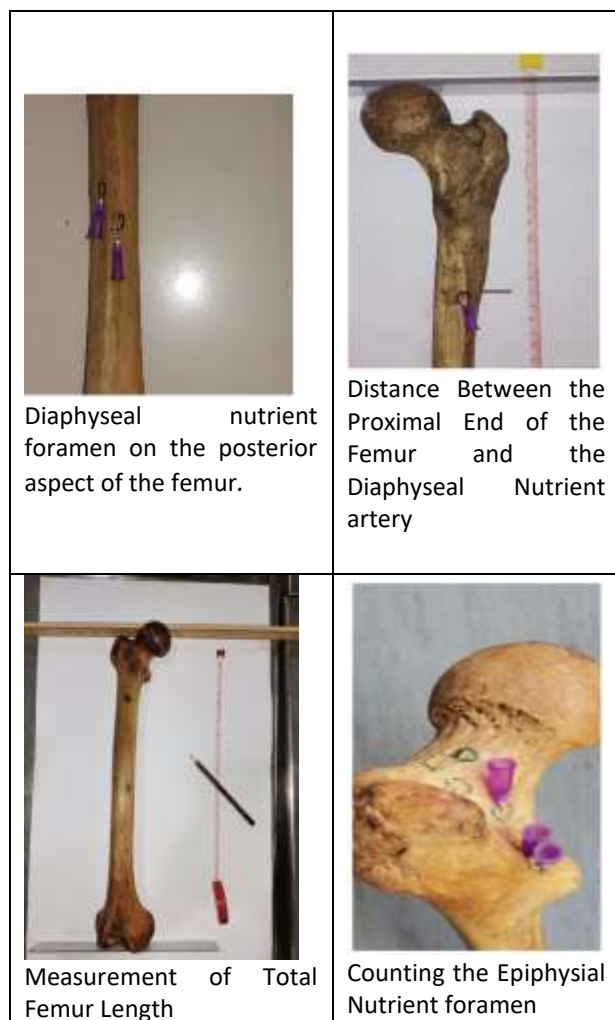 Diaphyseal nutrient
foramen on the posterior
aspect of the femur.
Distance Between the
Proximal End of the
Femur and the
Diaphyseal Nutrient
artery
Measurement of Total
Femur Length
Counting the Epiphysial
Nutrient foramen